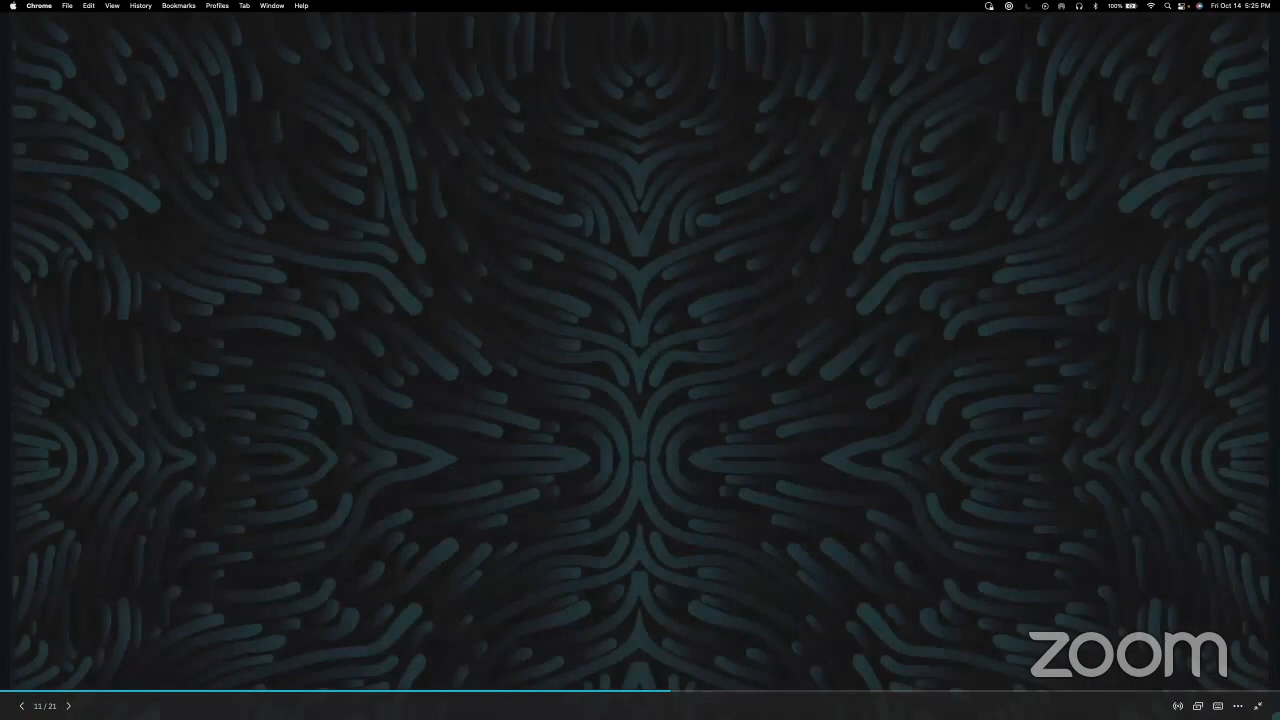 Chrome File Edit View History Bookmarks Profiles Tab Window Help 100% Fri Oct 14 5:25 PM
zoom
11 / 21